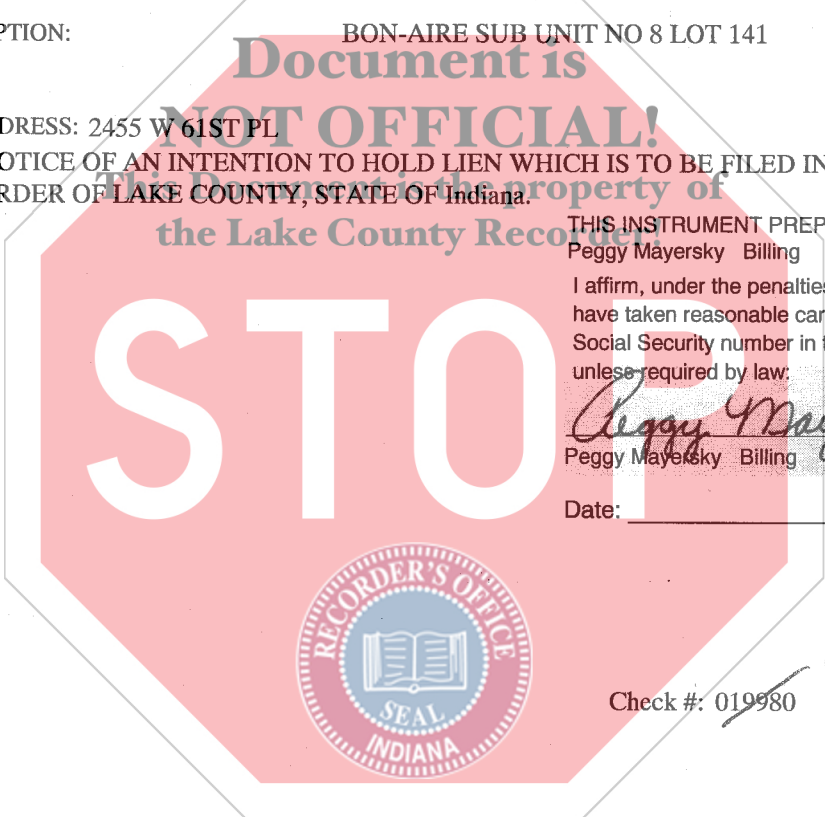 PTION: BON-AIRE SUB UNIT NO 8 LOT 141
Document is
NOT OFFICIAL!
DRESS: 2455 W 61ST PL
OTICE OF AN INTENTION TO HOLD LIEN WHICH IS TO BE FILED IN
This Document is the property of
RDER OF LAKE COUNTY, STATE OF Indiana.
the Lake County Recorder!
THIS INSTRUMENT PREP
Peggy Mayersky Billing
I affirm, under the penalties
have taken reasonable car
Social Security number in t
unless required by law:
STOP
Peggy May
Peggy Mayersky Billing
Date:
RECORDER'S OFFICE
SEAL
INDIANA
Check #: 019980